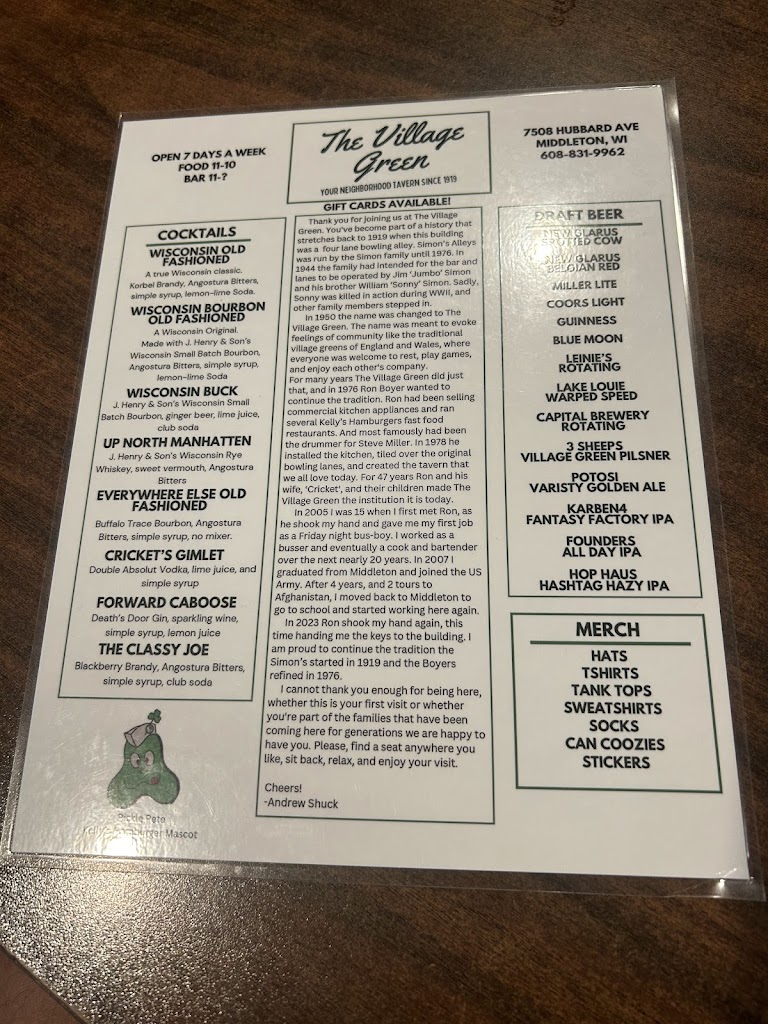 OPEN 7 DAYS A WEEK
FOOD 11-10
BAR 11-?
The Village
Green
YOUR NEIGHBORHOOD TAVERN SINCE 1919
7508 HUBBARD AVE
MIDDLETON, WI
608-831-9962
COCKTAILS
WISCONSIN OLD
FASHIONED
A true Wisconsin classic.
Korbel Brandy, Angostura Bitters,
simple syrup, lemon-lime Soda.
WISCONSIN BOURBON
OLD FASHIONED
A Wisconsin Original.
Made with J. Henry & Son's
Wisconsin Small Batch Bourbon,
Angostura Bitters, simple syrup,
lemon-lime Soda
WISCONSIN BUCK
J. Henry & Son's Wisconsin Small
Batch Bourbon, ginger beer, lime juice,
club soda
UP NORTH MANHATTEN
J. Henry & Son's Wisconsin Rye
Whiskey, sweet vermouth, Angostura
Bitters
EVERYWHERE ELSE OLD
FASHIONED
Buffalo Trace Bourbon, Angostura
Bitters, simple syrup, no mixer.
CRICKET'S GIMLET
Double Absolut Vodka, lime juice, and
simple syrup
FORWARD CABOOSE
Death's Door Gin, sparkling wine,
simple syrup, lemon juice
THE CLASSY JOE
Blackberry Brandy, Angostura Bitters,
simple syrup, club soda
Pickle Pete
Kelly's Hamburger Mascot
GIFT CARDS AVAILABLE!
Thank you for joining us at The Village
Green. You've become part of a history that
stretches back to 1919 when this building
was a four lane bowling alley. Simon's Alleys
was run by the Simon family until 1976. In
1944 the family had intended for the bar and
lanes to be operated by Jim 'Jumbo' Simon
and his brother William 'Sonny' Simon. Sadly,
Sonny was killed in action during WWII, and
other family members stepped in.
In 1950 the name was changed to The
Village Green. The name was meant to evoke
feelings of community like the traditional
village greens of England and Wales, where
everyone was welcome to rest, play games,
and enjoy each other's company.
For many years The Village Green did just
that, and in 1976 Ron Boyer wanted to
continue the tradition. Ron had been selling
commercial kitchen appliances and ran
several Kelly's Hamburgers fast food
restaurants. And most famously had been
the drummer for Steve Miller. In 1978 he
installed the kitchen, tiled over the original
bowling lanes, and created the tavern that
we all love today. For 47 years Ron and his
wife, 'Cricket', and their children made The
Village Green the institution it is today.
In 2005 I was 15 when I first met Ron, as
he shook my hand and gave me my first job
as a Friday night bus-boy. I worked as a
busser and eventually a cook and bartender
over the next nearly 20 years. In 2007 I
graduated from Middleton and joined the US
Army. After 4 years, and 2 tours to
Afghanistan, I moved back to Middleton to
go to school and started working here again.
In 2023 Ron shook my hand again, this
time handing me the keys to the building. I
am proud to continue the tradition the
Simon's started in 1919 and the Boyers
refined in 1976.
I cannot thank you enough for being here,
whether this is your first visit or whether
you're part of the families that have been
coming here for generations we are happy to
have you. Please, find a seat anywhere you
like, sit back, relax, and enjoy your visit.
Cheers!
-Andrew Shuck
DRAFT BEER
NEW GLARUS
SPOTTED COW
NEW GLARUS
BELGIAN RED
MILLER LITE
COORS LIGHT
GUINNESS
BLUE MOON
LEINIE'S
ROTATING
LAKE LOUIE
WARPED SPEED
CAPITAL BREWERY
ROTATING
3 SHEEPS
VILLAGE GREEN PILSNER
POTOSI
VARISTY GOLDEN ALE
KARBEN4
FANTASY FACTORY IPA
FOUNDERS
ALL DAY IPA
HOP HAUS
HASHTAG HAZY IPA
MERCH
HATS
TSHIRTS
TANK TOPS
SWEATSHIRTS
SOCKS
CAN COOZIES
STICKERS